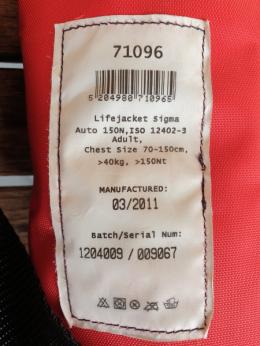 71096
5 204980 710965
Lifejacket Sigma
Auto 150N,ISO 12402-3
Adult,
Chest Size 70-150cm,
>40kg, >150Nt
MANUFACTURED:
03/2011
Batch/Serial Num:
1204009 / 009067